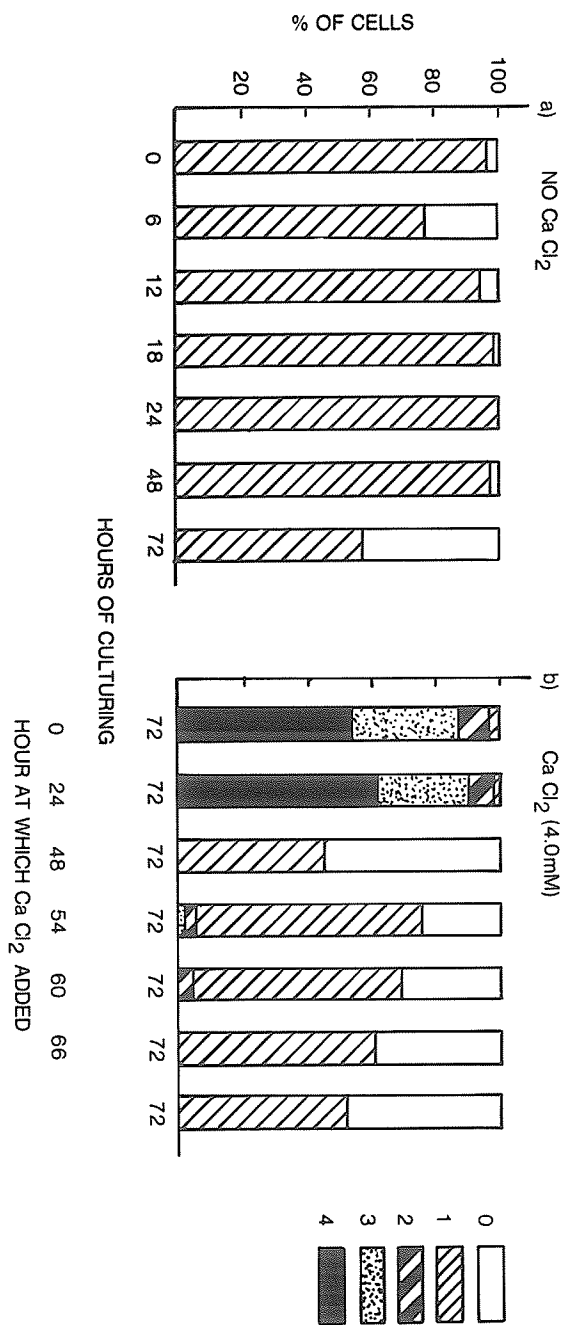 a)
NO Ca Cl₂
% OF CELLS
100
80
60
40
20
0 6 12 18 24 48 72
b)
Ca Cl₂ (4.0mM)
72 72 72 72 72 72 72
HOURS OF CULTURING
0 24 48 54 60 66
HOUR AT WHICH Ca Cl₂ ADDED
0
1
2
3
4